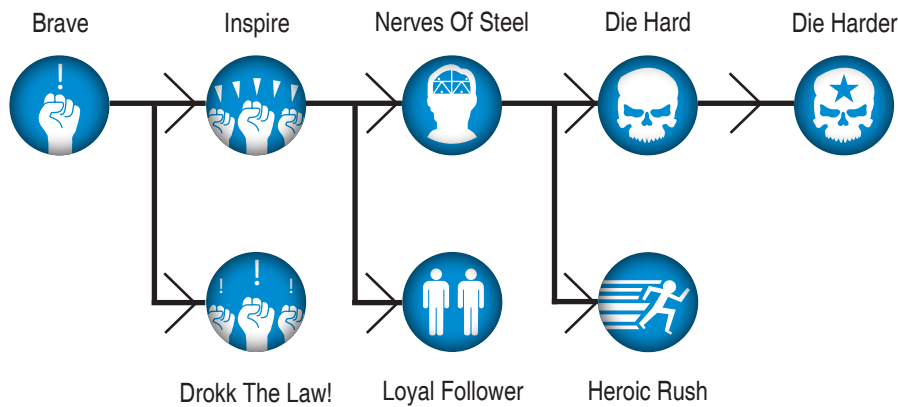 Brave
Inspire
Nerves Of Steel
Die Hard
Die Harder
Drokk The Law!
Loyal Follower
Heroic Rush